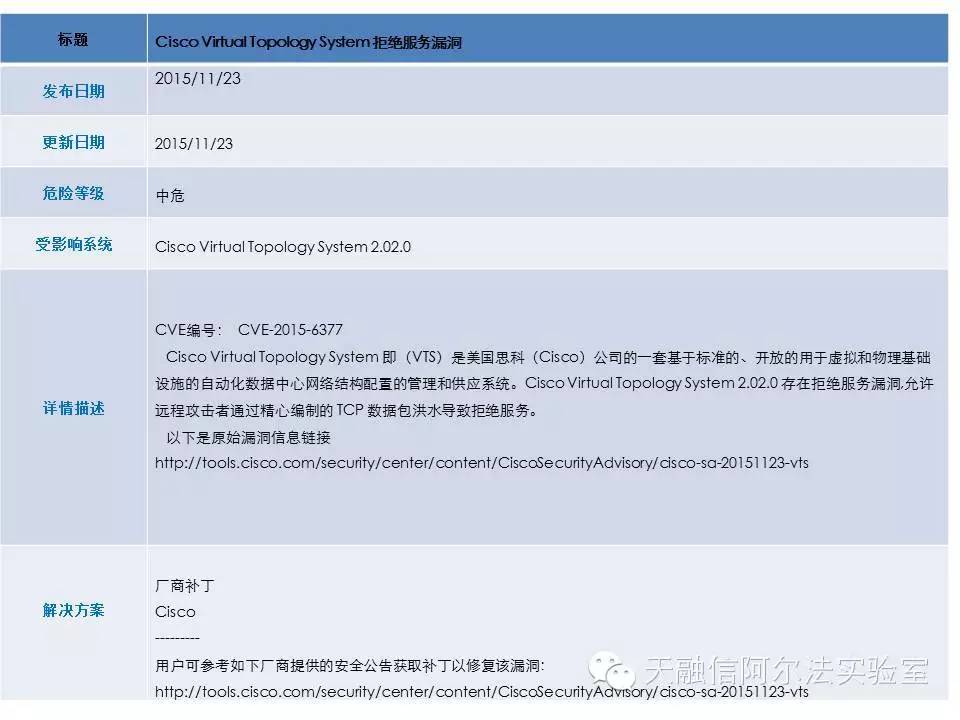 标题
Cisco Virtual Topology System 拒绝服务漏洞
发布日期
2015/11/23
更新日期
2015/11/23
危险等级
中危
受影响系统
Cisco Virtual Topology System 2.02.0
详情描述
CVE编号： CVE-2015-6377
Cisco Virtual Topology System 即（VTS）是美国思科（Cisco）公司的一套基于标准的、开放的用于虚拟和物理基础
设施的自动化数据中心网络结构配置的管理和供应系统。Cisco Virtual Topology System 2.02.0 存在拒绝服务漏洞,允许
远程攻击者通过精心编制的 TCP 数据包洪水导致拒绝服务。
以下是原始漏洞信息链接
http://tools.cisco.com/security/center/content/CiscoSecurityAdvisory/cisco-sa-20151123-vts
解决方案
厂商补丁
Cisco
---------
用户可参考如下厂商提供的安全公告获取补丁以修复该漏洞：
http://tools.cisco.com/security/center/content/CiscoSecurityAdvisory/cisco-sa-20151123-vts
天融信阿尔法实验室